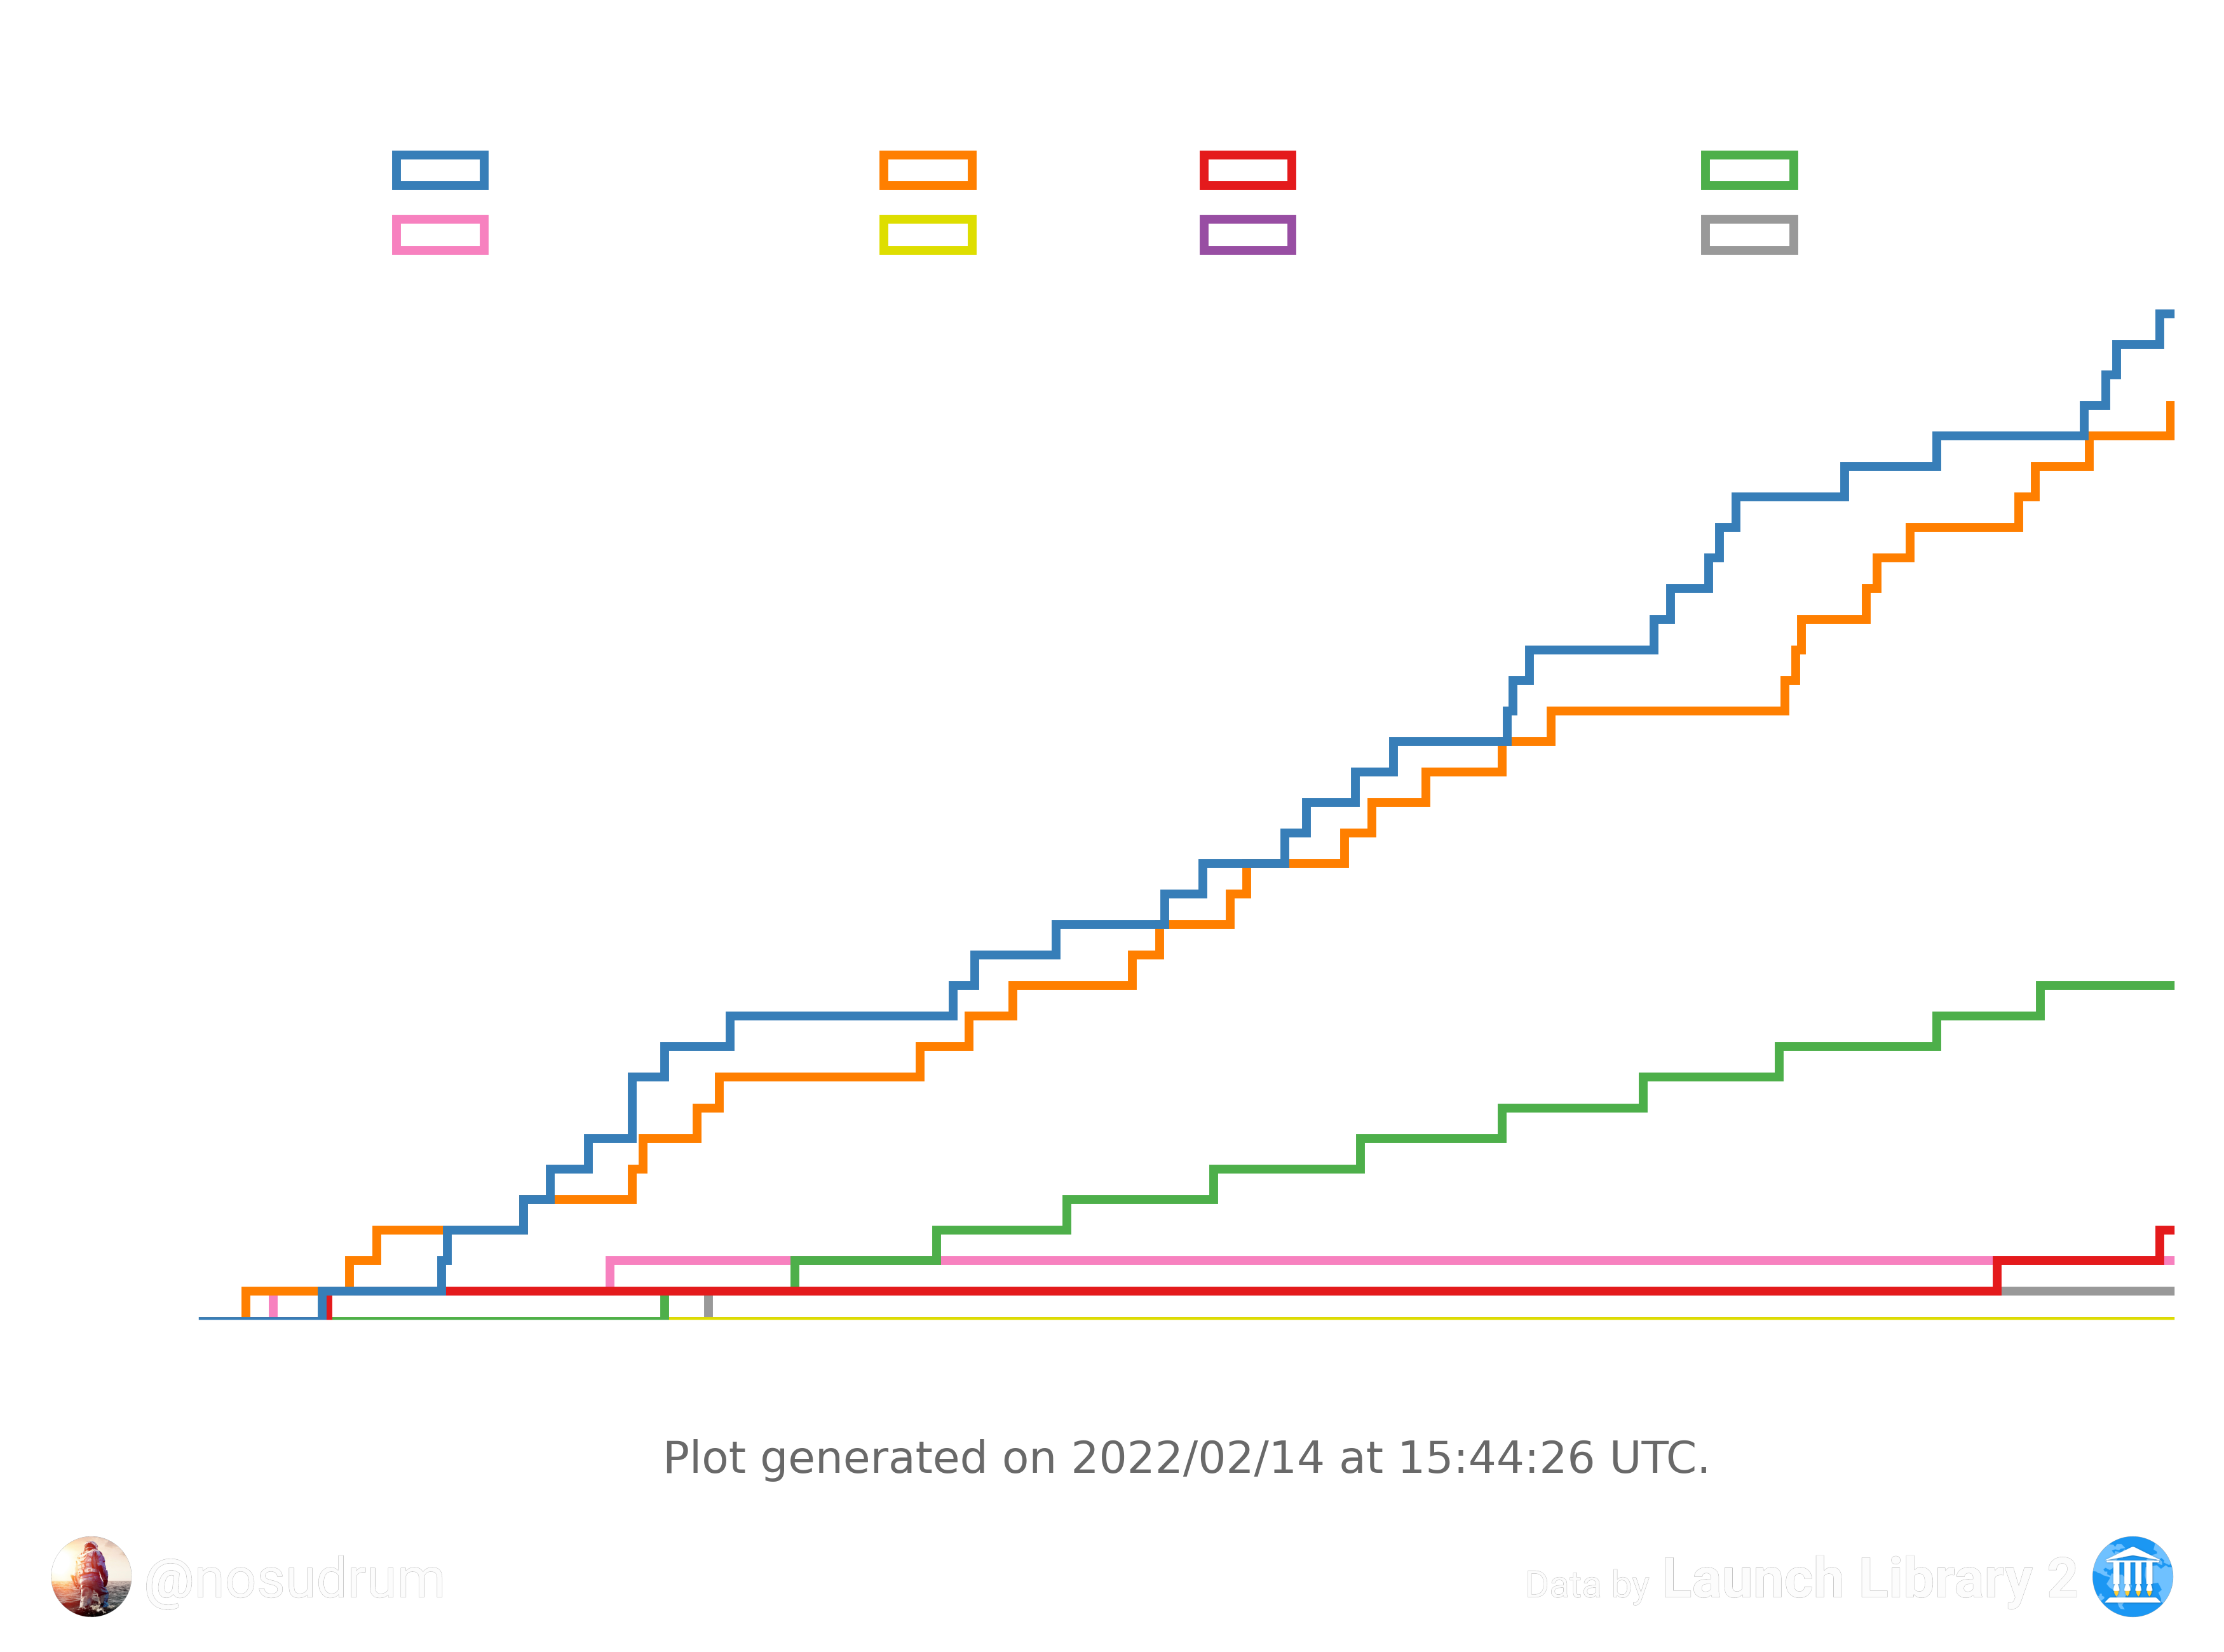 Plot generated on 2022/02/14 at 15:44:26 UTC.
@nosudrum
Data by Launch Library 2